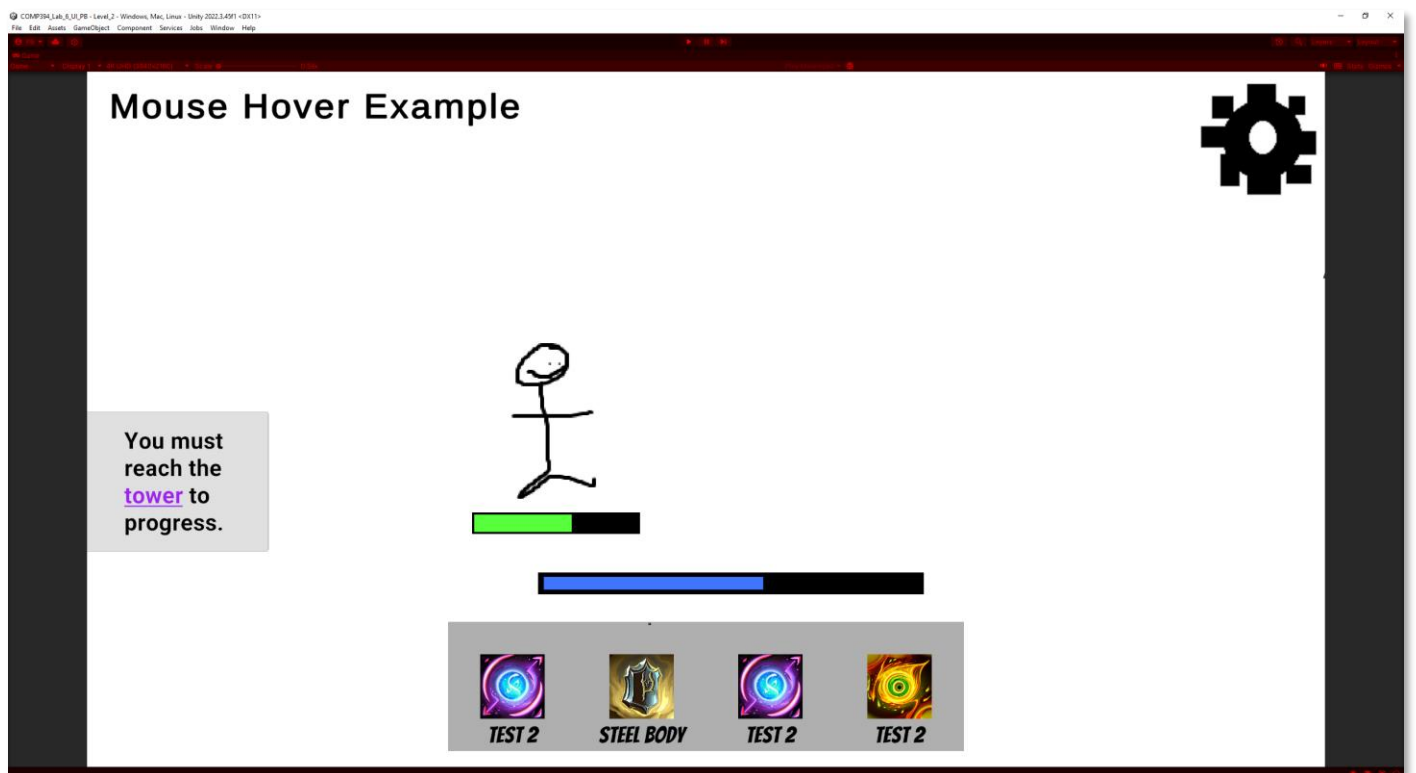 COMP394_Lab_6_UI_PB - Level_2 - Windows, Mac, Linux - Unity 2022.3.45f1 <DX11>
File Edit Assets GameObject Component Services Jobs Window Help
Game
Mouse Hover Example
You must
reach the
tower to
progress.
TEST 2 STEEL BODY TEST 2 TEST 2